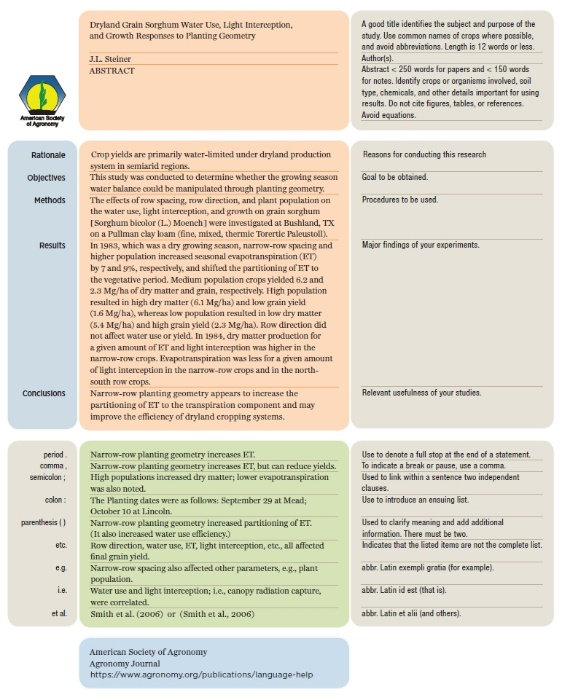 Dryland Grain Sorghum Water Use, Light Interception,
and Growth Responses to Planting Geometry
J.L. Steiner
ABSTRACT
A good title identifies the subject and purpose of the
study. Use common names of crops where possible,
and avoid abbreviations. Length is 12 words or less.
Author(s).
Abstract < 250 words for papers and < 150 words
for notes. Identify crops or organisms involved, soil
type, chemicals, and other details important for using
results. Do not cite figures, tables, or references.
Avoid equations.
American Society
of Agronomy
Rationale
Crop yields are primarily water-limited under dryland production
system in semiarid regions.
Reasons for conducting this research
Objectives
This study was conducted to determine whether the growing season
water balance could be manipulated through planting geometry.
Goal to be obtained.
Methods
The effects of row spacing, row direction, and plant population on
the water use, light interception, and growth on grain sorghum
[Sorghum bicolor (L.) Moench] were investigated at Bushland, TX
on a Pullman clay loam (fine, mixed, thermic Torertic Paleustoll).
Procedures to be used.
Results
In 1983, which was a dry growing season, narrow-row spacing and
higher population increased seasonal evapotranspiration (ET)
by 7 and 9%, respectively, and shifted the partitioning of ET to
the vegetative period. Medium population crops yielded 6.2 and
2.3 Mg/ha of dry matter and grain, respectively. High population
resulted in high dry matter (6.1 Mg/ha) and low grain yield
(1.6 Mg/ha), whereas low population resulted in low dry matter
(5.4 Mg/ha) and high grain yield (2.3 Mg/ha). Row direction did
not affect water use or yield. In 1984, dry matter production for
a given amount of ET and light interception was higher in the
narrow-row crops. Evapotranspiration was less for a given amount
of light interception in the narrow-row crops and in the north-
south row crops.
Major findings of your experiments.
Conclusions
Narrow-row planting geometry appears to increase the
partitioning of ET to the transpiration component and may
improve the efficiency of dryland cropping systems.
Relevant usefulness of your studies.
period .
Narrow-row planting geometry increases ET.
Use to denote a full stop at the end of a statement.
comma ,
Narrow-row planting geometry increases ET, but can reduce yields.
To indicate a break or pause, use a comma.
semicolon ;
High populations increased dry matter; lower evapotranspiration
was also noted.
Used to link within a sentence two independent
clauses.
colon :
The Planting dates were as follows: September 29 at Mead;
October 10 at Lincoln.
Use to introduce an ensuing list.
parenthesis ( )
Narrow-row planting geometry increased partitioning of ET.
(It also increased water use efficiency.)
Used to clarify meaning and add additional
information. There must be two.
etc.
Row direction, water use, ET, light interception, etc., all affected
final grain yield.
Indicates that the listed items are not the complete list.
e.g.
Narrow-row spacing also affected other parameters, e.g., plant
population.
abbr. Latin exempli gratia (for example).
i.e.
Water use and light interception; i.e., canopy radiation capture,
were correlated.
abbr. Latin id est (that is).
et al.
Smith et al. (2006) or (Smith et al., 2006)
abbr. Latin et alii (and others).
American Society of Agronomy
Agronomy Journal
https://www.agronomy.org/publications/language-help